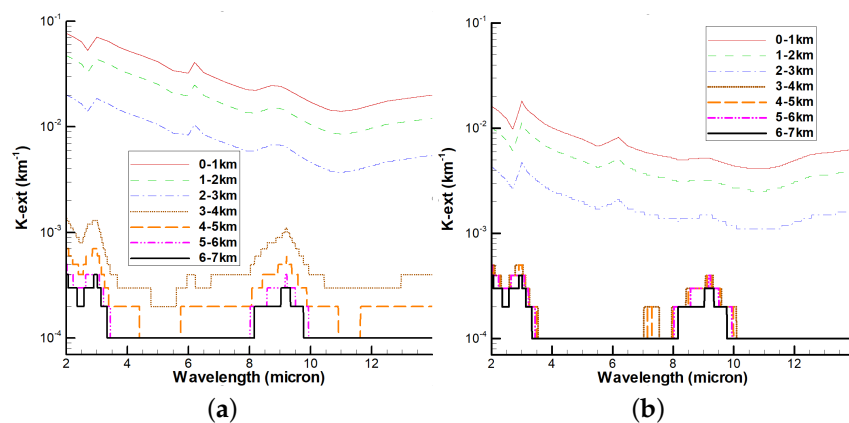 10⁻¹
10⁻²
10⁻³
10⁻⁴
K-ext (km⁻¹)
0-1km
1-2km
2-3km
3-4km
4-5km
5-6km
6-7km
2 4 6 8 10 12
Wavelength (micron)
(a)
10⁻¹
10⁻²
10⁻³
10⁻⁴
K-ext (km⁻¹)
0-1km
1-2km
2-3km
3-4km
4-5km
5-6km
6-7km
2 4 6 8 10 12
Wavelength (micron)
(b)